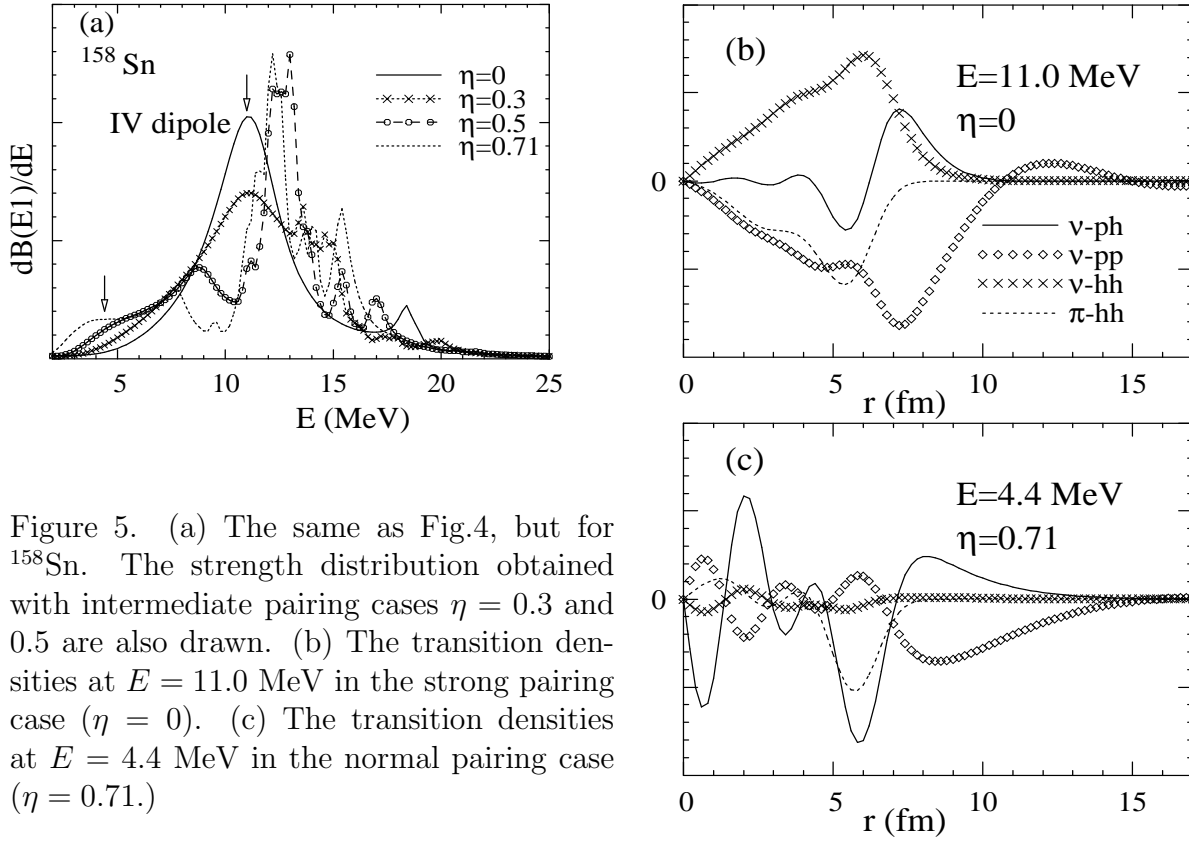 (a)
¹⁵⁸ Sn
IV dipole
η=0
η=0.3
η=0.5
η=0.71
dB(E1)/dE
5 10 15 20 25
E (MeV)
(b)
E=11.0 MeV
η=0
0
ν-ph
ν-pp
ν-hh
π-hh
0 5 10 15
r (fm)
(c)
E=4.4 MeV
η=0.71
0
0 5 10 15
r (fm)
Figure 5. (a) The same as Fig.4, but for
¹⁵⁸Sn. The strength distribution obtained
with intermediate pairing cases η = 0.3 and
0.5 are also drawn. (b) The transition den-
sities at E = 11.0 MeV in the strong pairing
case (η = 0). (c) The transition densities
at E = 4.4 MeV in the normal pairing case
(η = 0.71.)